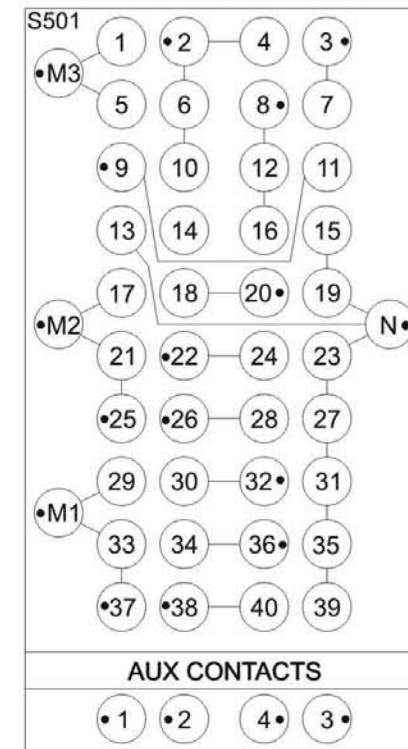 S501
1 2 4 3
M3
5 6 8 7
9 10 12 11
13 14 16 15
17 18 20 19
M2 N
21 22 24 23
25 26 28 27
29 30 32 31
M1
33 34 36 35
37 38 40 39
AUX CONTACTS
1 2 4 3